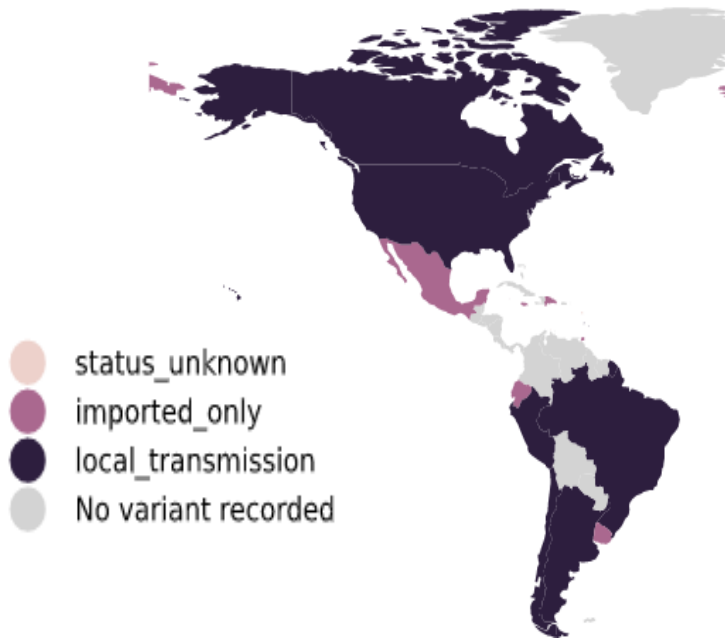 status_unknown
imported_only
local_transmission
No variant recorded